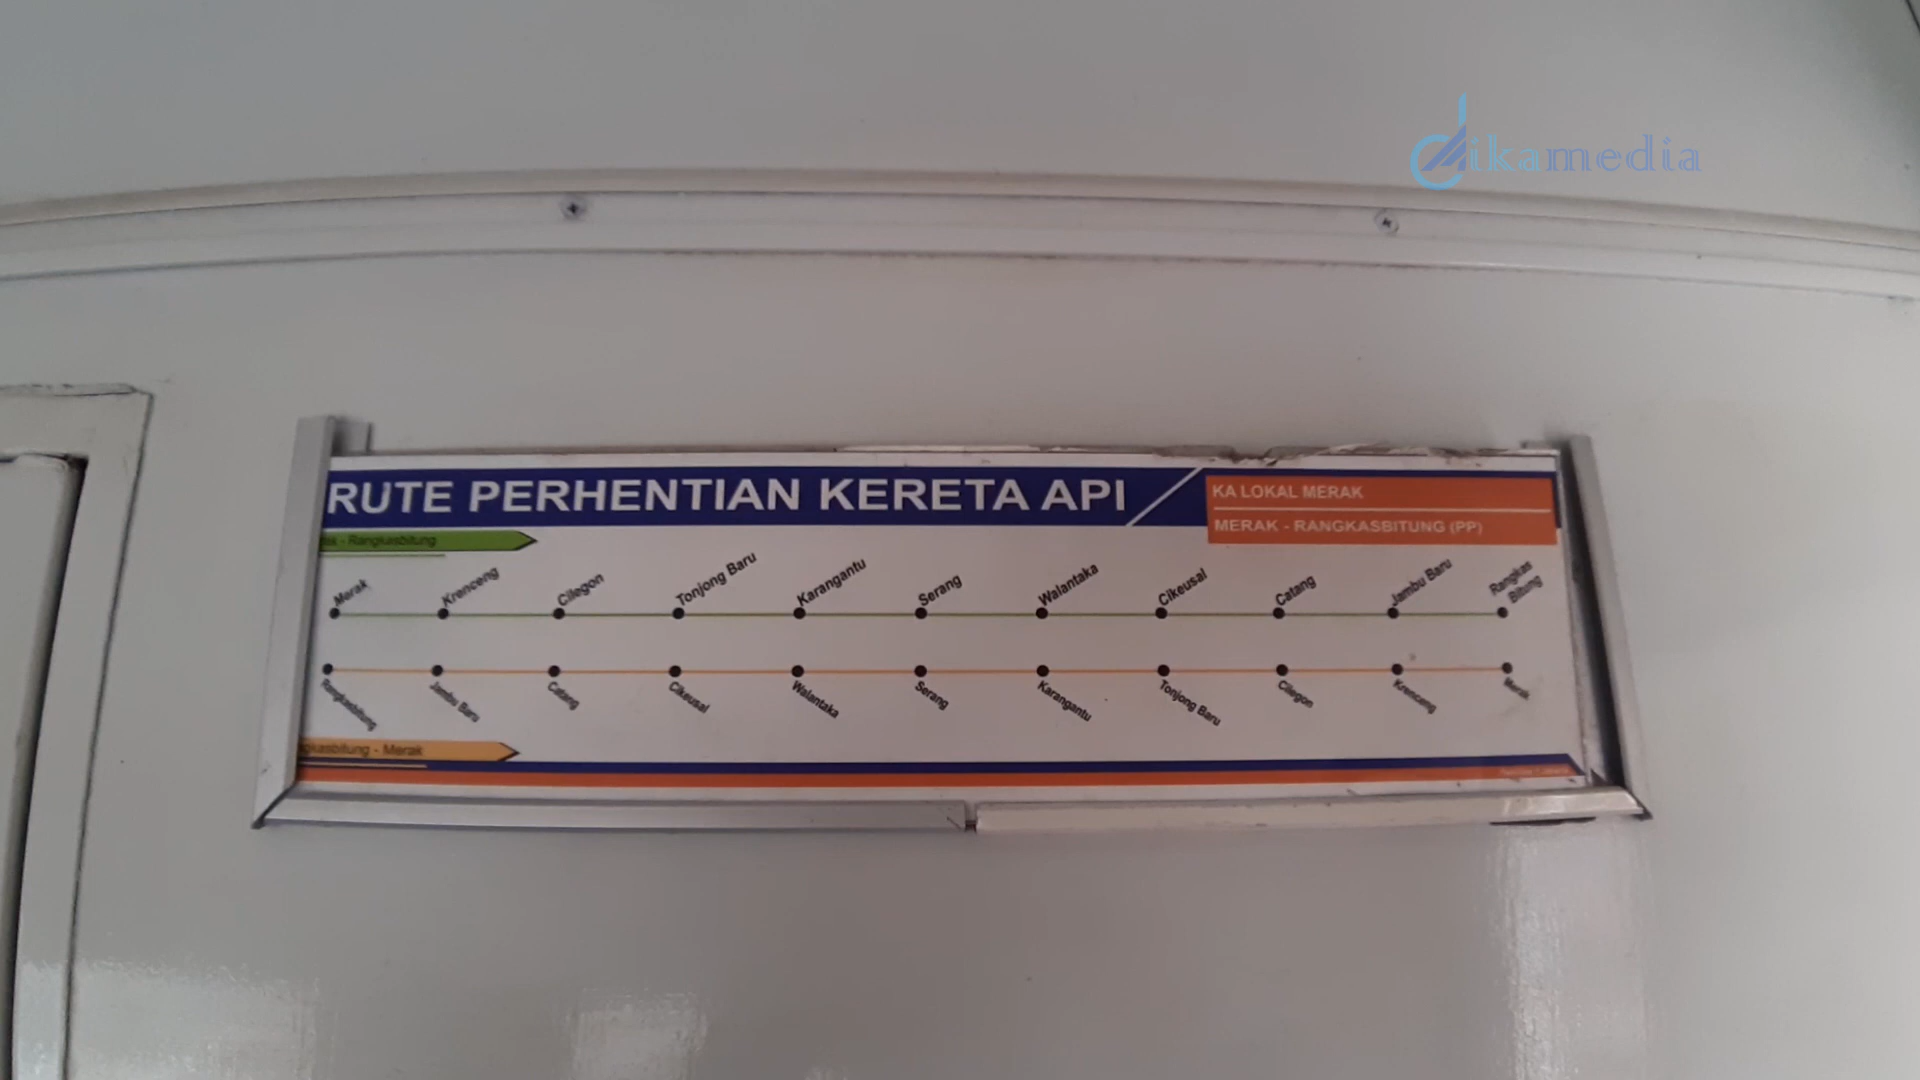 ikamedia
RUTE PERHENTIAN KERETA API
KA LOKAL MERAK
MERAK - RANGKASBITUNG (PP)
- Rangkasbitung
Merak
Krenceng
Cilegon
Tonjong Baru
Karangantu
Serang
Walantaka
Cikeusal
Catang
Jambu Baru
Rangkas
Bitung
Rangkasbitung
Jambu Baru
Catang
Cikeusal
Walantaka
Serang
Karangantu
Tonjong Baru
Cilegon
Krenceng
Merak
gkasbitung - Merak